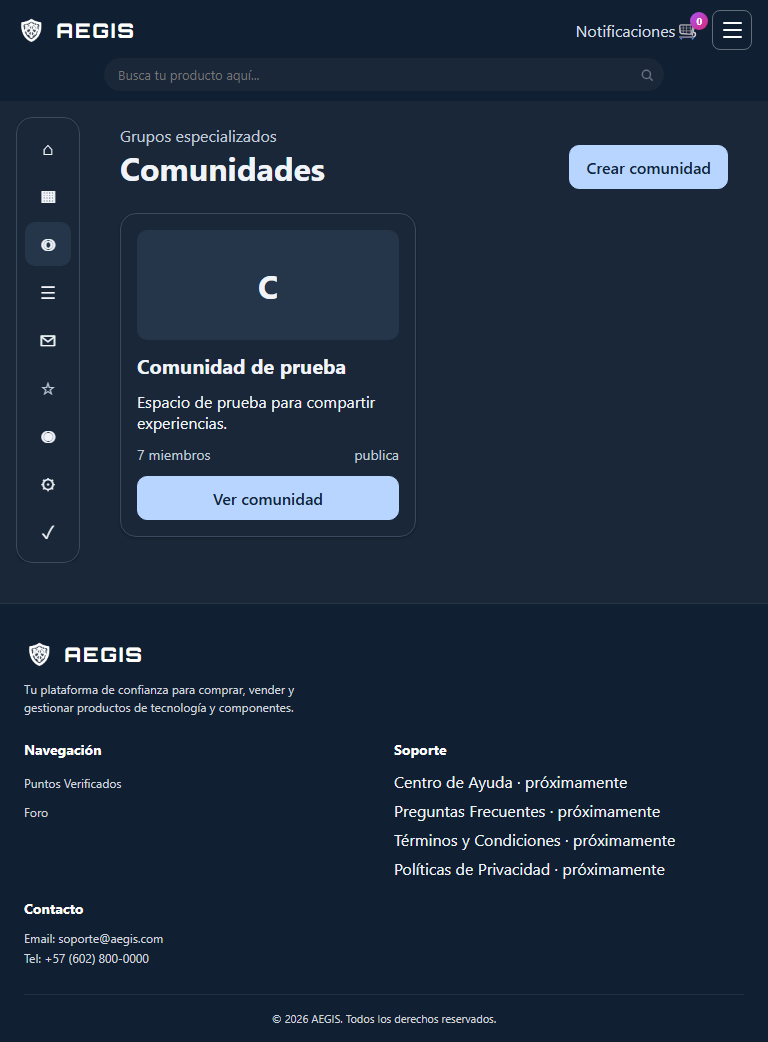 AEGIS
Notificaciones
0
Busca tu producto aquí...
Grupos especializados
Comunidades
Crear comunidad
C
Comunidad de prueba
Espacio de prueba para compartir
experiencias.
7 miembros
publica
Ver comunidad
AEGIS
Tu plataforma de confianza para comprar, vender y
gestionar productos de tecnología y componentes.
Navegación
Puntos Verificados
Foro
Soporte
Centro de Ayuda · próximamente
Preguntas Frecuentes · próximamente
Términos y Condiciones · próximamente
Políticas de Privacidad · próximamente
Contacto
Email: soporte@aegis.com
Tel: +57 (602) 800-0000
© 2026 AEGIS. Todos los derechos reservados.